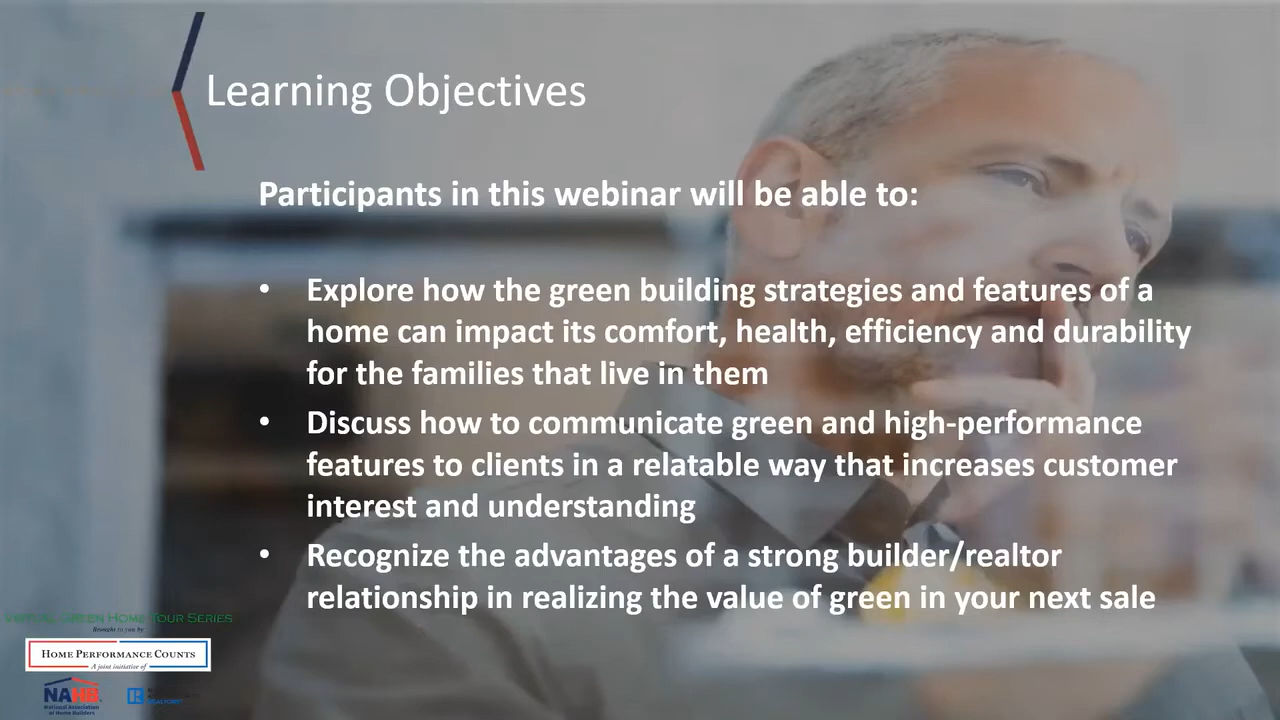 Learning Objectives
Participants in this webinar will be able to:
• Explore how the green building strategies and features of a
home can impact its comfort, health, efficiency and durability
for the families that live in them
• Discuss how to communicate green and high-performance
features to clients in a relatable way that increases customer
interest and understanding
• Recognize the advantages of a strong builder/realtor
relationship in realizing the value of green in your next sale
Virtual Green Home Tour Series
Brought to you by
Home Performance Counts
A joint initiative of
NAHB
National Association
of Home Builders
R